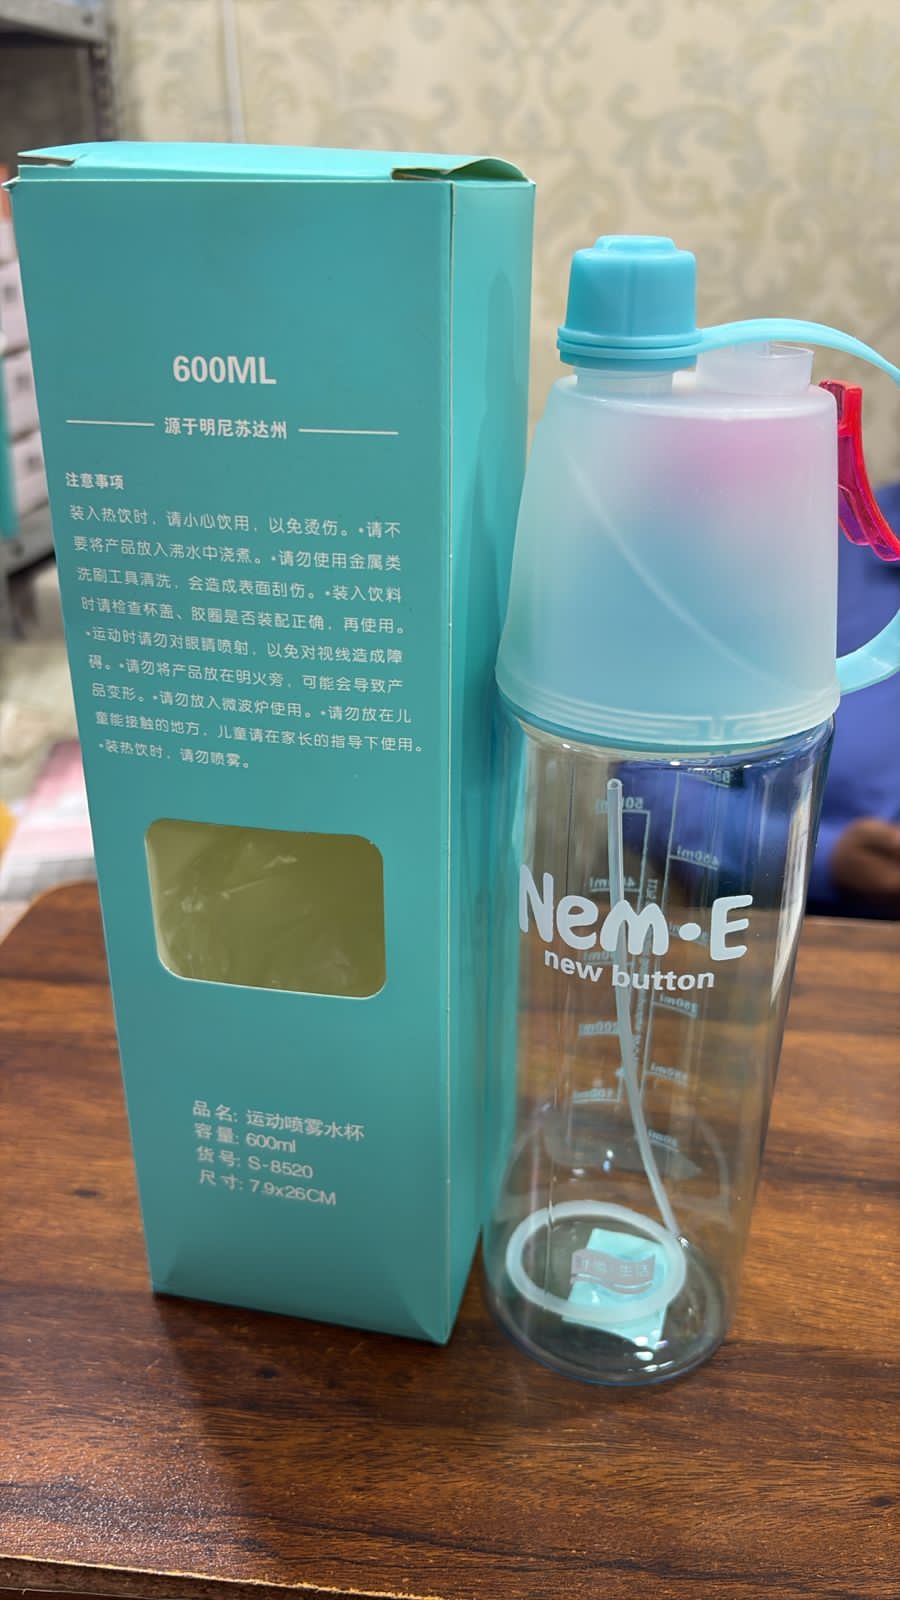 600ML
源于明尼苏达州
注意事项
装入热饮时，请小心饮用，以免烫伤。•请不
要将产品放入沸水中浇煮。•请勿使用金属类
洗刷工具清洗，会造成表面刮伤。•装入饮料
时请检查杯盖、胶圈是否装配正确，再使用。
•运动时请勿对眼睛喷射，以免对视线造成障
碍。•请勿将产品放在明火旁，可能会导致产
品变形。•请勿放入微波炉使用。•请勿放在儿
童能接触的地方，儿童请在家长的指导下使用。
•装热饮时，请勿喷雾。
品名: 运动喷雾水杯
容量: 600ml
货号: S-8520
尺寸: 7.9x26CM
Nem•E
new button
500ml
450ml